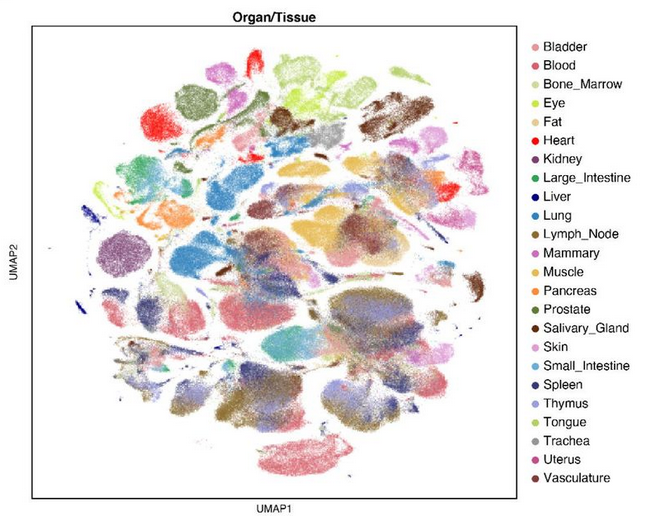 Organ/Tissue
UMAP2
UMAP1
Bladder
Blood
Bone_Marrow
Eye
Fat
Heart
Kidney
Large_Intestine
Liver
Lung
Lymph_Node
Mammary
Muscle
Pancreas
Prostate
Salivary_Gland
Skin
Small_Intestine
Spleen
Thymus
Tongue
Trachea
Uterus
Vasculature